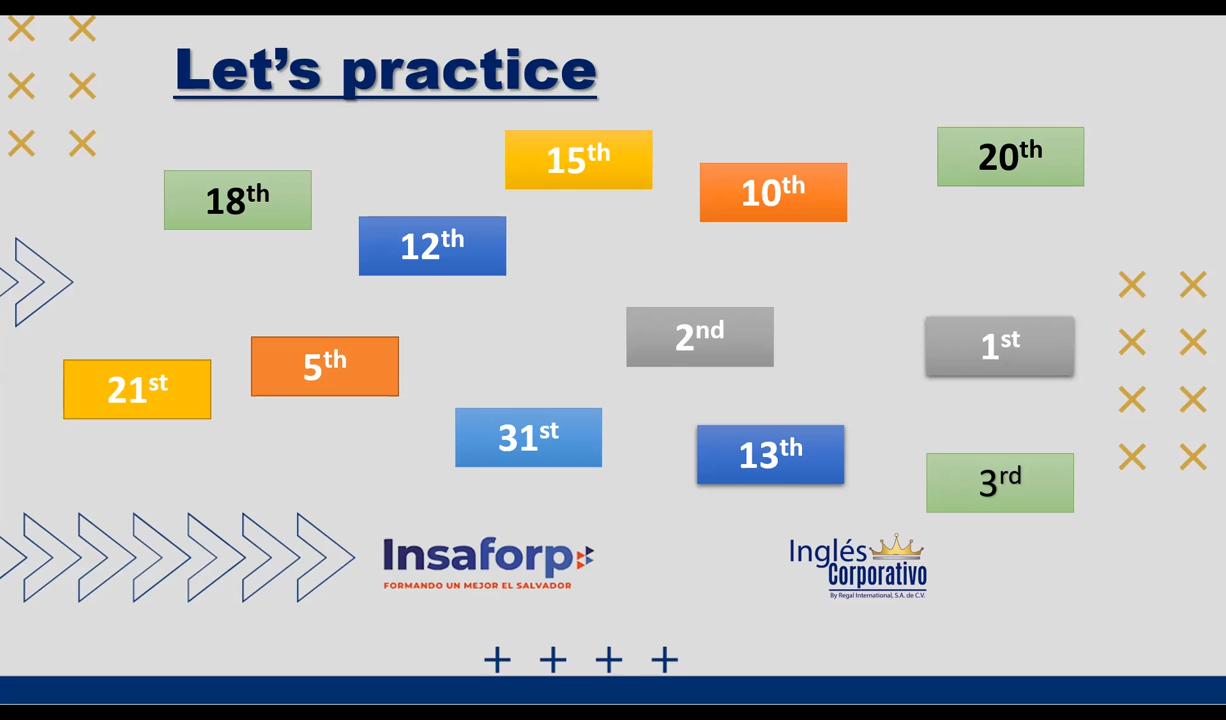 Let's practice
15th
20th
10th
18th
12th
2nd
1st
5th
21st
31st
13th
3rd
Insaforp
FORMANDO UN MEJOR EL SALVADOR
Inglés
Corporativo
By Regal International, S.A. de C.V.